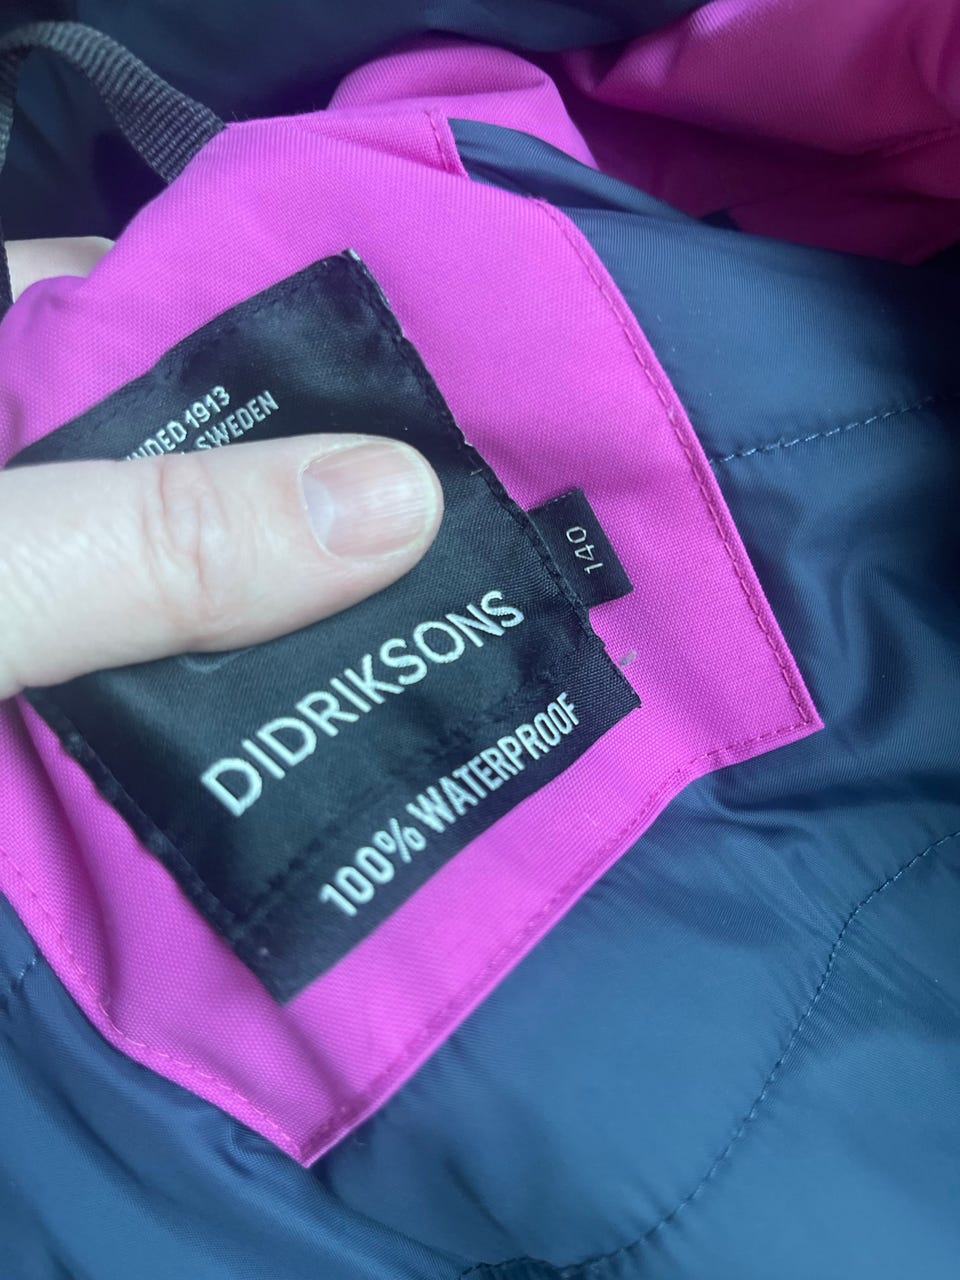 1913
SWEDEN
DIDRIKSONS
100% WATERPROOF
140